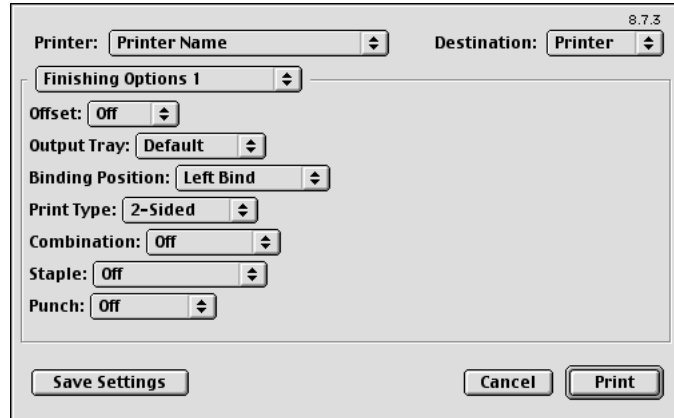 8.7.3
Printer: Printer Name Destination: Printer
Finishing Options 1
Offset: Off
Output Tray: Default
Binding Position: Left Bind
Print Type: 2-Sided
Combination: Off
Staple: Off
Punch: Off
Save Settings Cancel Print